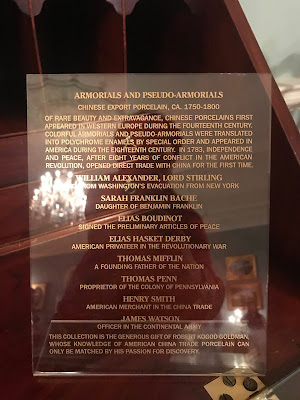 ARMORIALS AND PSEUDO-ARMORIALS
CHINESE EXPORT PORCELAIN, CA. 1750-1800
OF RARE BEAUTY AND EXTRAVAGANCE, CHINESE PORCELAINS FIRST
APPEARED IN WESTERN EUROPE DURING THE FOURTEENTH CENTURY.
COLORFUL ARMORIALS AND PSEUDO-ARMORIALS WERE TRANSLATED
INTO POLYCHROME ENAMELS BY SPECIAL ORDER AND APPEARED IN
AMERICA DURING THE EIGHTEENTH CENTURY. IN 1783, INDEPENDENCE
AND PEACE, AFTER EIGHT YEARS OF CONFLICT IN THE AMERICAN
REVOLUTION, OPENED DIRECT TRADE WITH CHINA FOR THE FIRST TIME.
WILLIAM ALEXANDER, LORD STIRLING
FROM WASHINGTON'S EVACUATION FROM NEW YORK
SARAH FRANKLIN BACHE
DAUGHTER OF BENJAMIN FRANKLIN
ELIAS BOUDINOT
SIGNED THE PRELIMINARY ARTICLES OF PEACE
ELIAS HASKET DERBY
AMERICAN PRIVATEER IN THE REVOLUTIONARY WAR
THOMAS MIFFLIN
A FOUNDING FATHER OF THE NATION
THOMAS PENN
PROPRIETOR OF THE COLONY OF PENNSYLVANIA
HENRY SMITH
AMERICAN MERCHANT IN THE CHINA TRADE
JAMES WATSON
OFFICER IN THE CONTINENTAL ARMY
THIS COLLECTION IS THE GENEROUS GIFT OF ROBERT KOGOD GOLDMAN,
WHOSE KNOWLEDGE OF AMERICAN CHINA TRADE PORCELAIN CAN
ONLY BE MATCHED BY HIS PASSION FOR DISCOVERY.